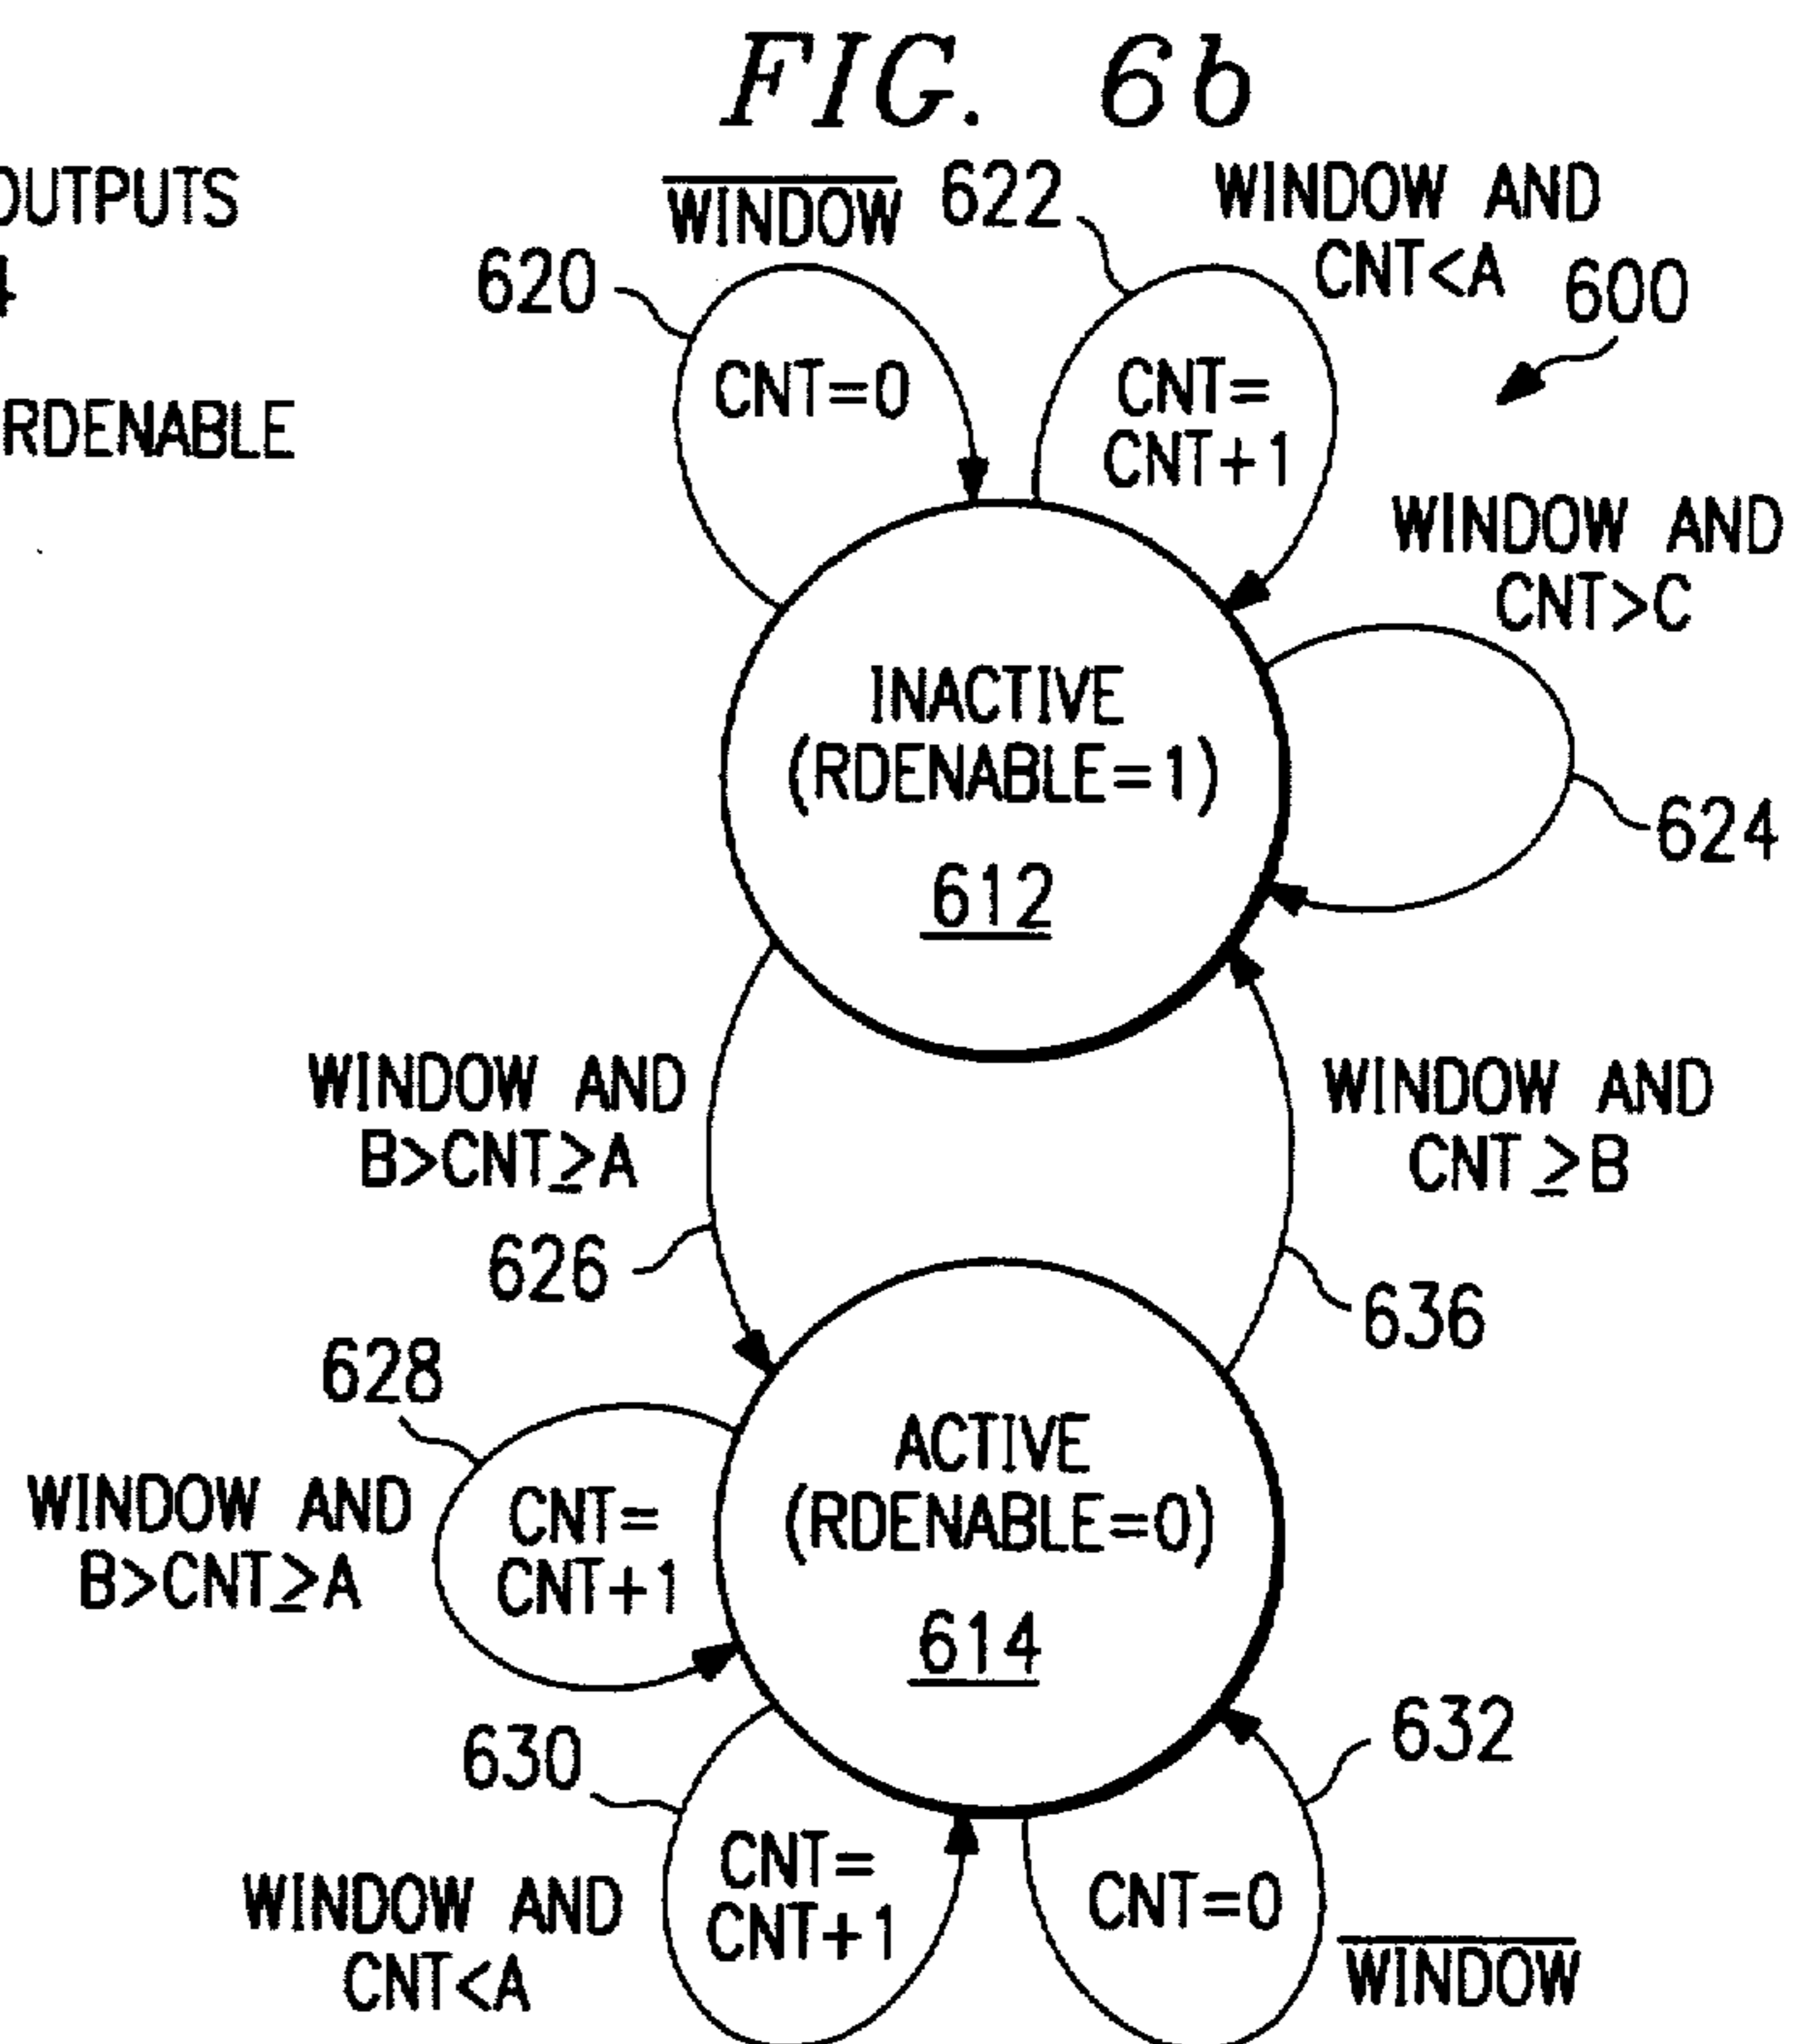 FIG. 6b
OUTPUTS
4
RDENABLE
WINDOW
622
WINDOW AND
CNT<A
620
600
CNT=0
CNT=
CNT+1
WINDOW AND
CNT>C
INACTIVE
(RDENABLE=1)
612
624
WINDOW AND
B>CNT≥A
626
WINDOW AND
CNT≥B
636
628
WINDOW AND
B>CNT≥A
CNT=
CNT+1
ACTIVE
(RDENABLE=0)
614
630
WINDOW AND
CNT<A
CNT=
CNT+1
632
CNT=0
WINDOW